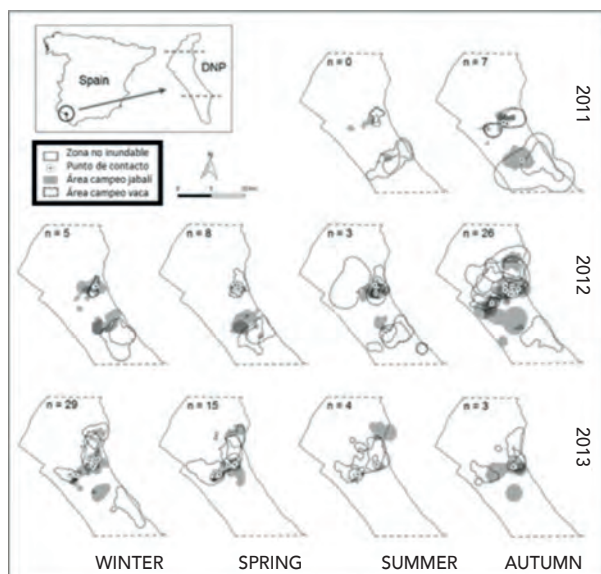 Spain
DNP
Zona no inundable
Punto de contacto
Área campeo jabalí
Área campeo vaca
N
n = 0
n = 7
2011
n = 5
n = 8
n = 3
n = 26
2012
n = 29
n = 15
n = 4
n = 3
2013
WINTER SPRING SUMMER AUTUMN